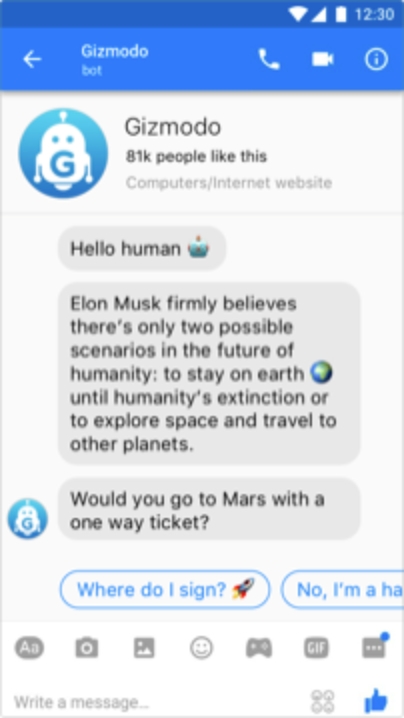 12:30
Gizmodo
bot
G
Gizmodo
81k people like this
Computers/Internet website
Hello human 🤖
Elon Musk firmly believes
there's only two possible
scenarios in the future of
humanity: to stay on earth 🌍
until humanity's extinction or
to explore space and travel to
other planets.
G
Would you go to Mars with a
one way ticket?
Where do I sign? 🚀
No, I'm a ha
Aa
GIF
Write a message...